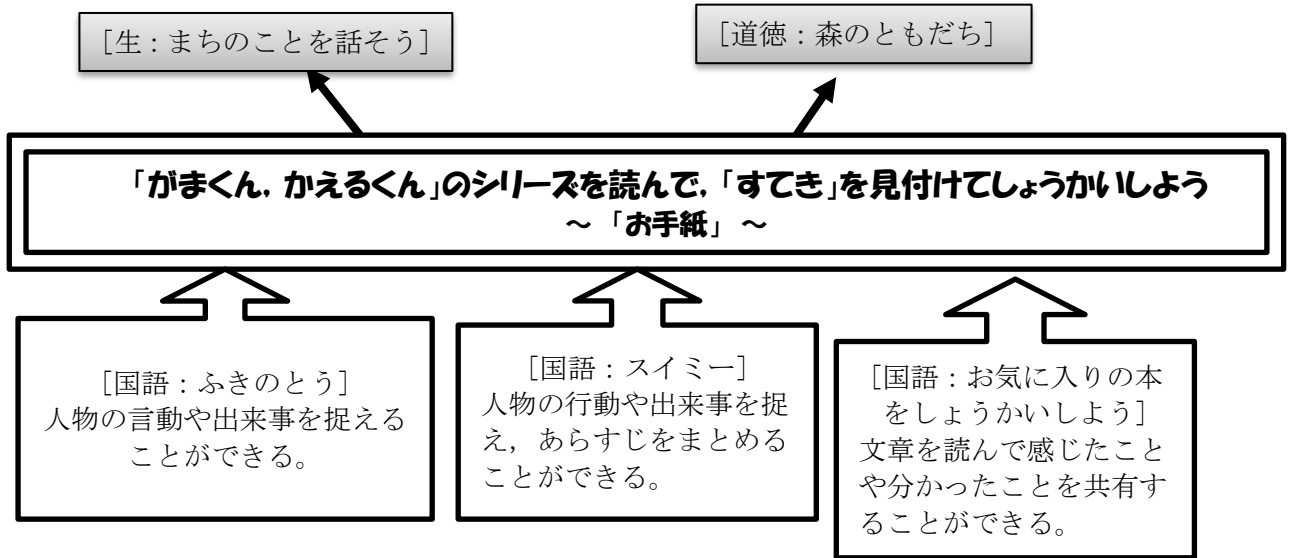 ［生：まちのことを話そう］
［道徳：森のともだち］
「がまくん，かえるくん」のシリーズを読んで，「すてき」を見付けてしょうかいしよう
～「お手紙」～
［国語：ふきのとう］
人物の言動や出来事を捉える
ことができる。
［国語：スイミー］
人物の行動や出来事を捉
え，あらすじをまとめる
ことができる。
［国語：お気に入りの本
をしょうかいしよう］
文章を読んで感じたこと
や分かったことを共有す
ることができる。